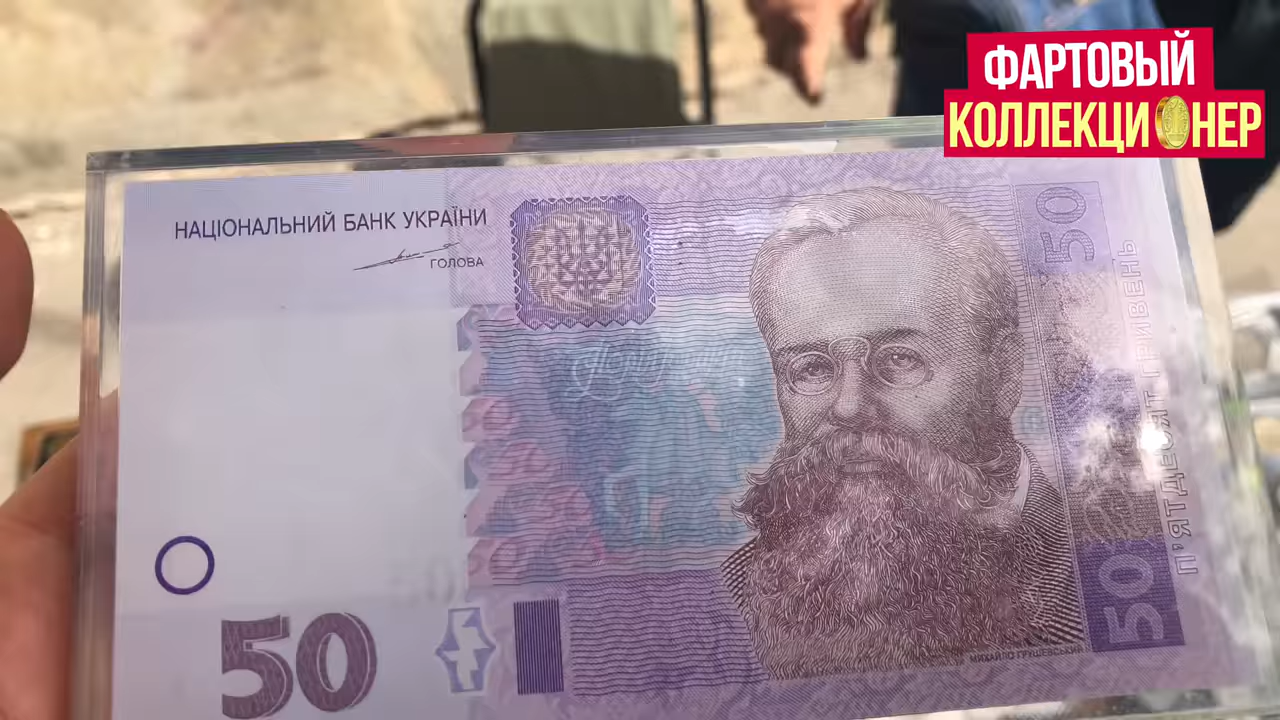 ФАРТОВЫЙ
КОЛЛЕКЦИОНЕР
НАЦІОНАЛЬНИЙ БАНК УКРАЇНИ
ГОЛОВА
50
П'ЯТДЕСЯТ ГРИВЕНЬ
50
50
МИХАЙЛО ГРУШЕВСЬКИЙ